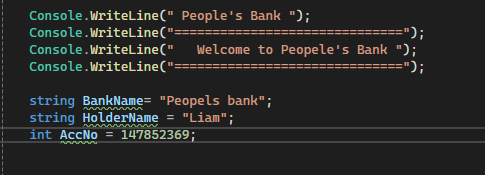 Console.WriteLine(" People's Bank ");
Console.WriteLine("==============================");
Console.WriteLine("   Welcome to Peopele's Bank ");
Console.WriteLine("==============================");
string BankName= "Peopels bank";
string HolderName = "Liam";
int AccNo = 147852369;